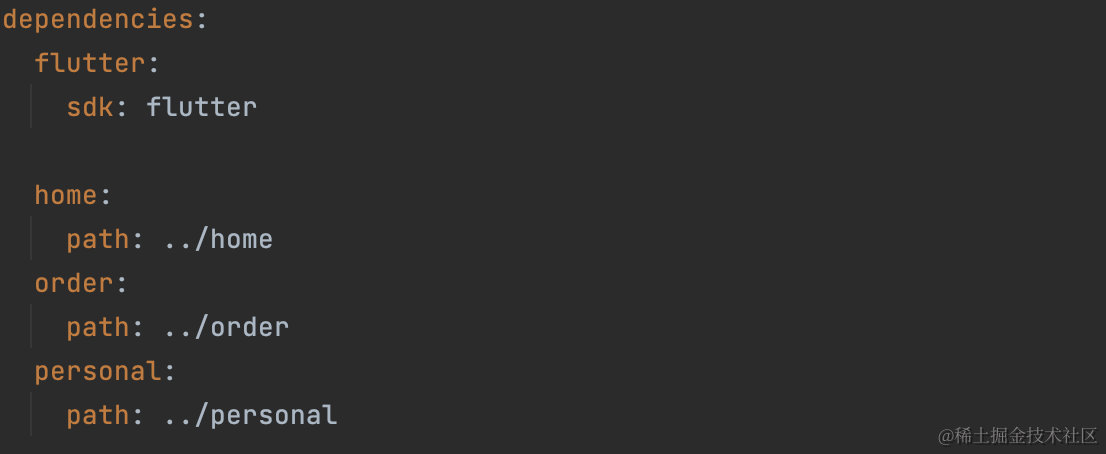 dependencies:
  flutter:
    sdk: flutter

  home:
    path: ../home
  order:
    path: ../order
  personal:
    path: ../personal
@稀土掘金技术社区